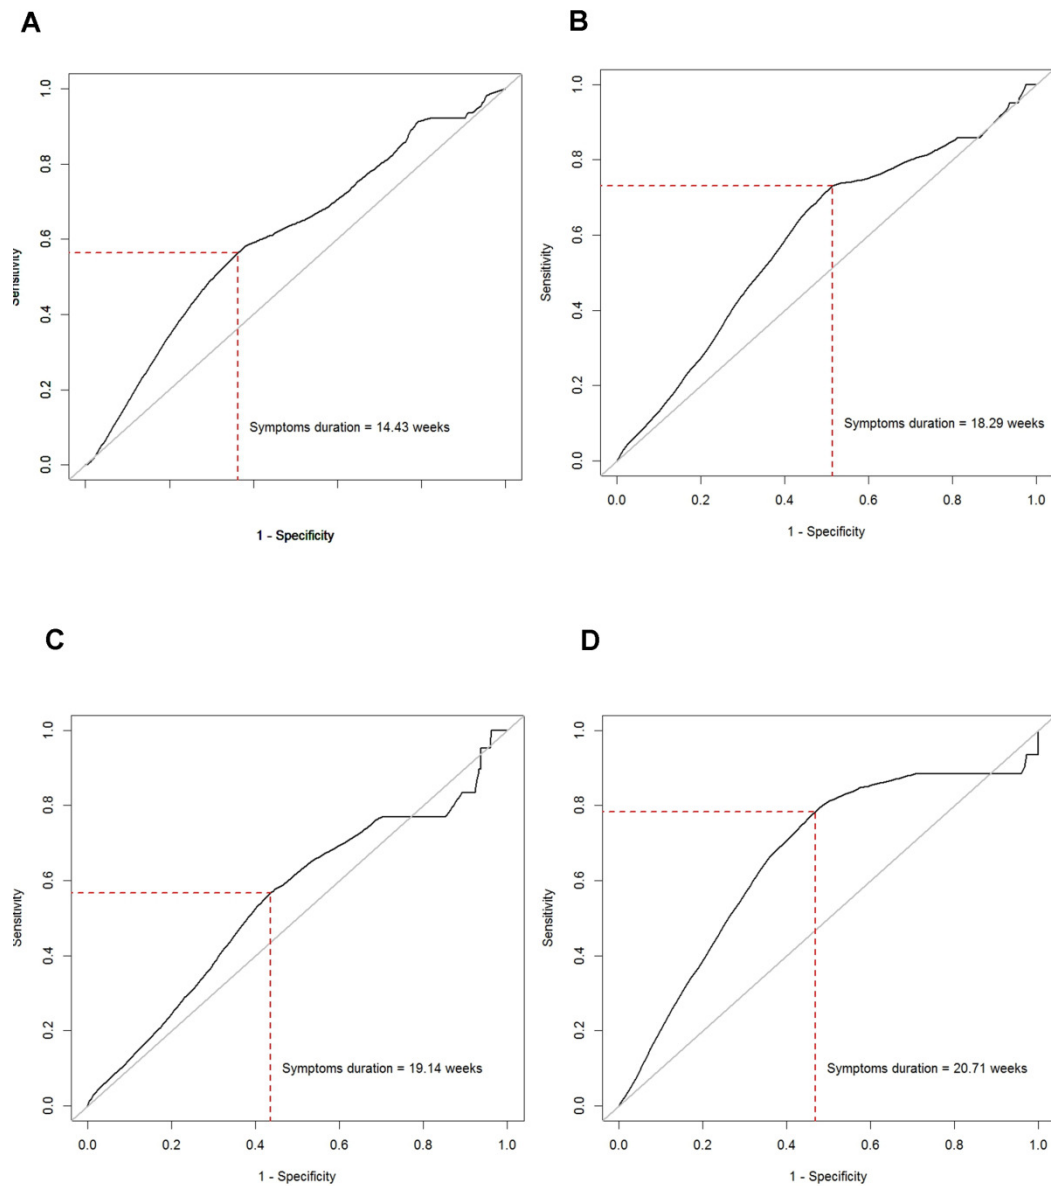 A
1.0
0.8
0.6
0.4
0.2
0.0
Sensitivity
Symptoms duration = 14.43 weeks
1 - Specificity
B
1.0
0.8
0.6
0.4
0.2
0.0
Sensitivity
Symptoms duration = 18.29 weeks
0.0 0.2 0.4 0.6 0.8 1.0
1 - Specificity
C
1.0
0.8
0.6
0.4
0.2
0.0
Sensitivity
Symptoms duration = 19.14 weeks
0.0 0.2 0.4 0.6 0.8 1.0
1 - Specificity
D
1.0
0.8
0.6
0.4
0.2
0.0
Sensitivity
Symptoms duration = 20.71 weeks
0.0 0.2 0.4 0.6 0.8 1.0
1 - Specificity